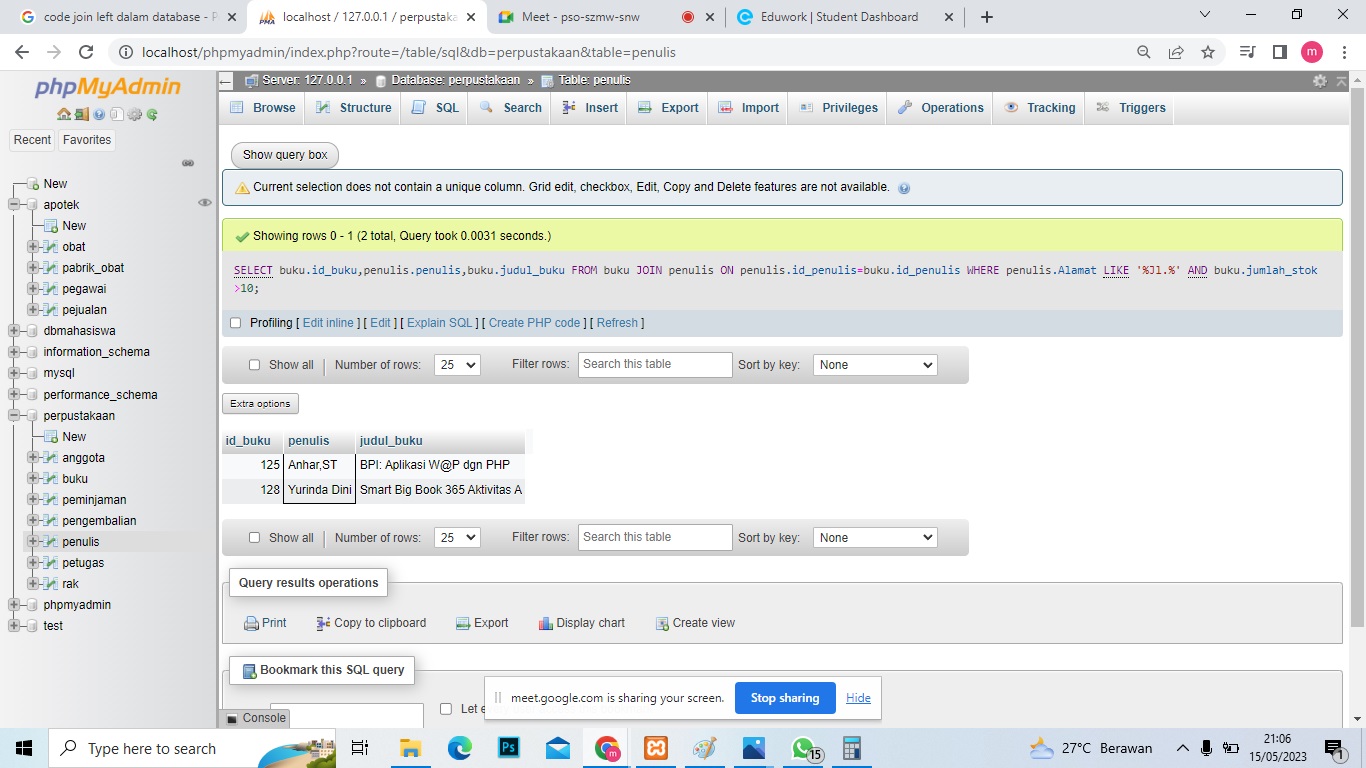 code join left dalam database - P
localhost / 127.0.0.1 / perpustaka
Meet - pso-szmw-snw
Eduwork | Student Dashboard
localhost/phpmyadmin/index.php?route=/table/sql&db=perpustakaan&table=penulis
m
phpMyAdmin
Recent
Favorites
New
apotek
New
obat
pabrik_obat
pegawai
pejualan
dbmahasiswa
information_schema
mysql
performance_schema
perpustakaan
New
anggota
buku
peminjaman
pengembalian
penulis
petugas
rak
phpmyadmin
test
Server: 127.0.0.1 » Database: perpustakaan » Table: penulis
Browse Structure SQL Search Insert Export Import Privileges Operations Tracking Triggers
Show query box
Current selection does not contain a unique column. Grid edit, checkbox, Edit, Copy and Delete features are not available.
Showing rows 0 - 1 (2 total, Query took 0.0031 seconds.)
SELECT buku.id_buku,penulis.penulis,buku.judul_buku FROM buku JOIN penulis ON penulis.id_penulis=buku.id_penulis WHERE penulis.Alamat LIKE '%Jl.%' AND buku.jumlah_stok
>10;
Profiling [ Edit inline ] [ Edit ] [ Explain SQL ] [ Create PHP code ] [ Refresh ]
Show all | Number of rows: 25 Filter rows: Search this table Sort by key: None
Extra options
id_buku penulis judul_buku
125 Anhar,ST BPI: Aplikasi W@P dgn PHP
128 Yurinda Dini Smart Big Book 365 Aktivitas A
Show all | Number of rows: 25 Filter rows: Search this table Sort by key: None
Query results operations
Print Copy to clipboard Export Display chart Create view
Bookmark this SQL query
Let e
Console
meet.google.com is sharing your screen. Stop sharing Hide
Type here to search
Ps
m
15
27°C Berawan
21:06
15/05/2023
1